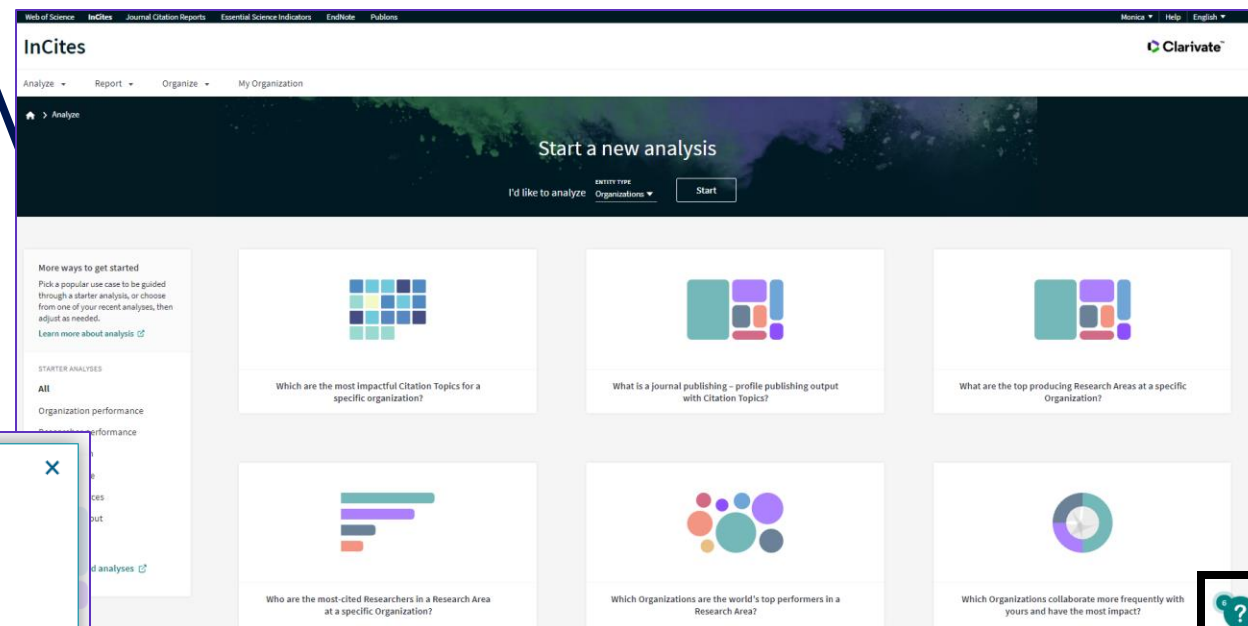 Web of Science InCites Journal Citation Reports Essential Science Indicators EndNote Publons Monica Help English
InCites
Clarivate™
Analyze Report Organize My Organization
> Analyze
Start a new analysis
I'd like to analyze
ENTITY TYPE
Organizations
Start
More ways to get started
Pick a popular use case to be guided
through a starter analysis, or choose
from one of your recent analyses, then
adjust as needed.
Learn more about analysis
STARTER ANALYSES
All
Organization performance
performance
ces
out
d analyses
Which are the most impactful Citation Topics for a
specific organization?
What is a journal publishing – profile publishing output
with Citation Topics?
What are the top producing Research Areas at a specific
Organization?
Who are the most-cited Researchers in a Research Area
at a specific Organization?
Which Organizations are the world's top performers in a
Research Area?
Which Organizations collaborate more frequently with
yours and have the most impact?
6
?